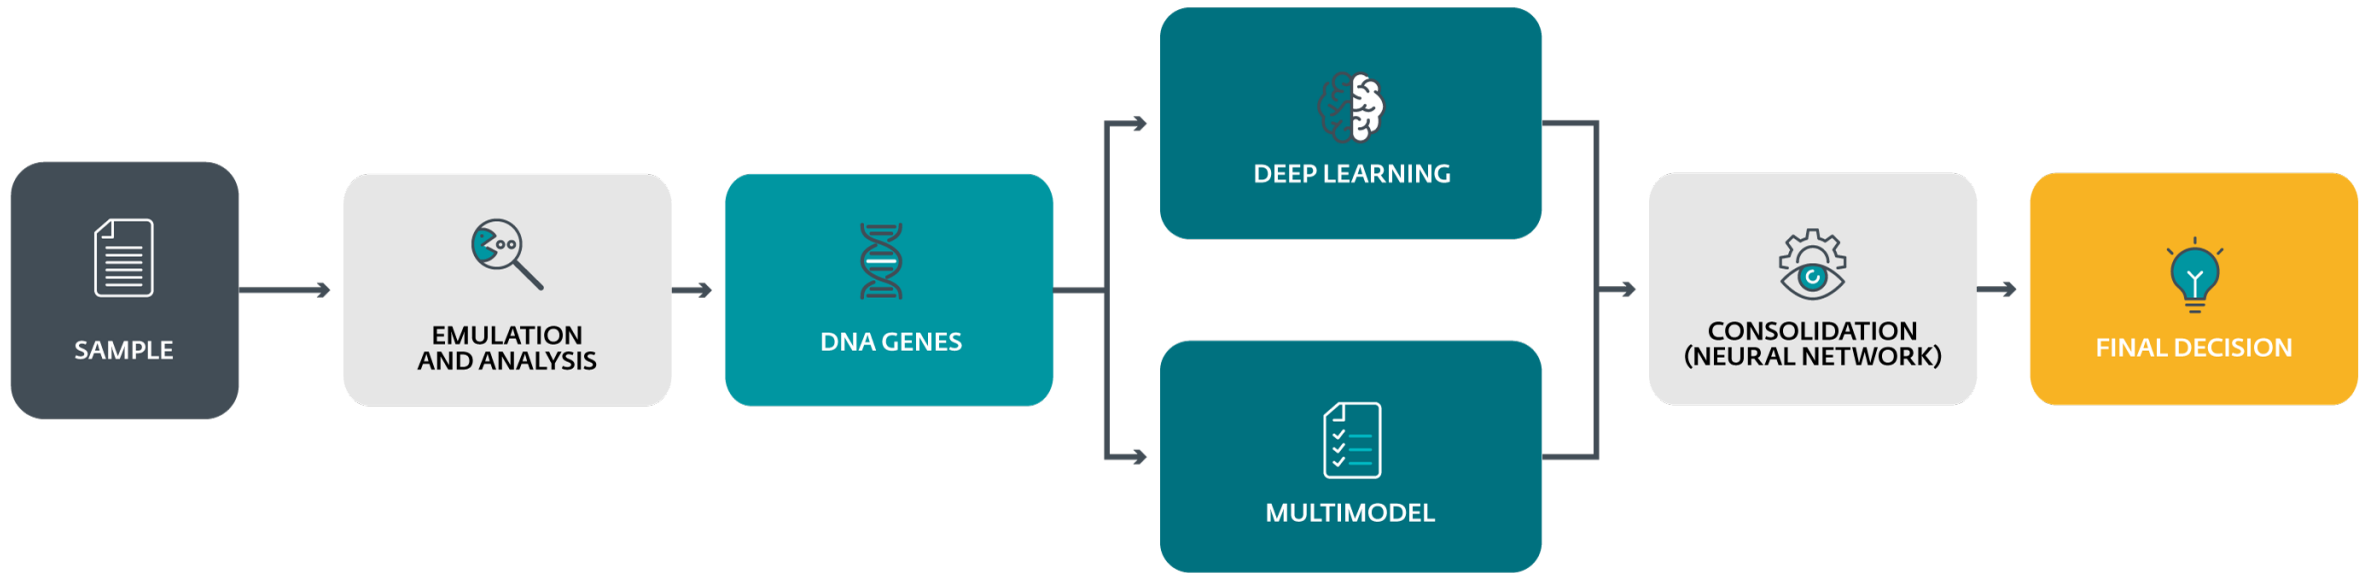 SAMPLE
EMULATION
AND ANALYSIS
DNA GENES
DEEP LEARNING
MULTIMODEL
CONSOLIDATION
(NEURAL NETWORK)
FINAL DECISION